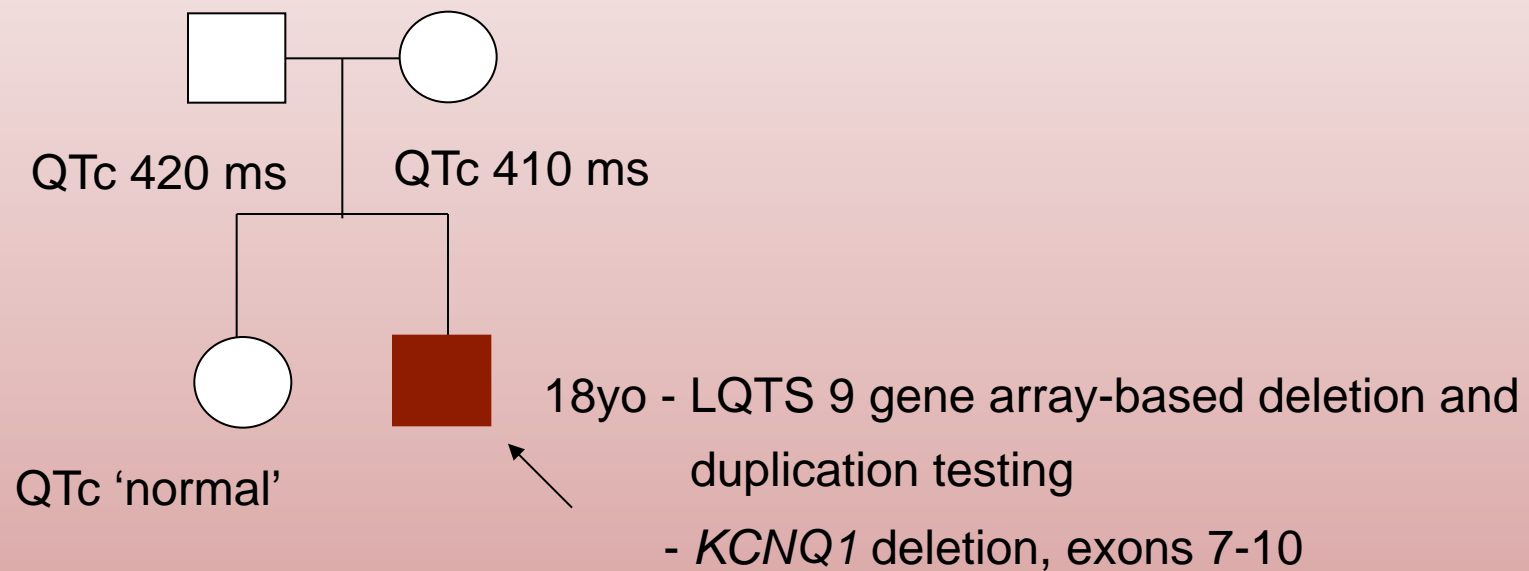 QTc 420 ms
QTc 410 ms
18yo - LQTS 9 gene array-based deletion and
duplication testing
QTc ‘normal’
- KCNQ1 deletion, exons 7-10